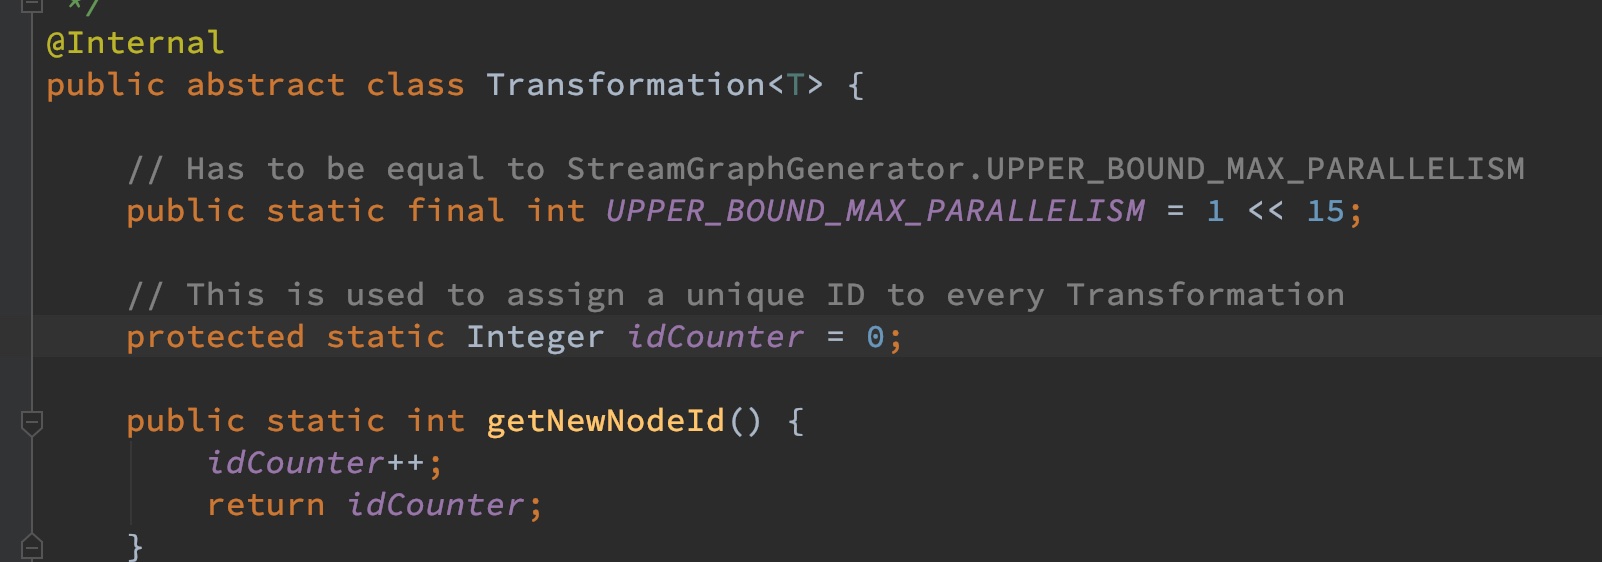 */
@Internal
public abstract class Transformation<T> {
// Has to be equal to StreamGraphGenerator.UPPER_BOUND_MAX_PARALLELISM
public static final int UPPER_BOUND_MAX_PARALLELISM = 1 << 15;
// This is used to assign a unique ID to every Transformation
protected static Integer idCounter = 0;
public static int getNewNodeId() {
idCounter++;
return idCounter;
}